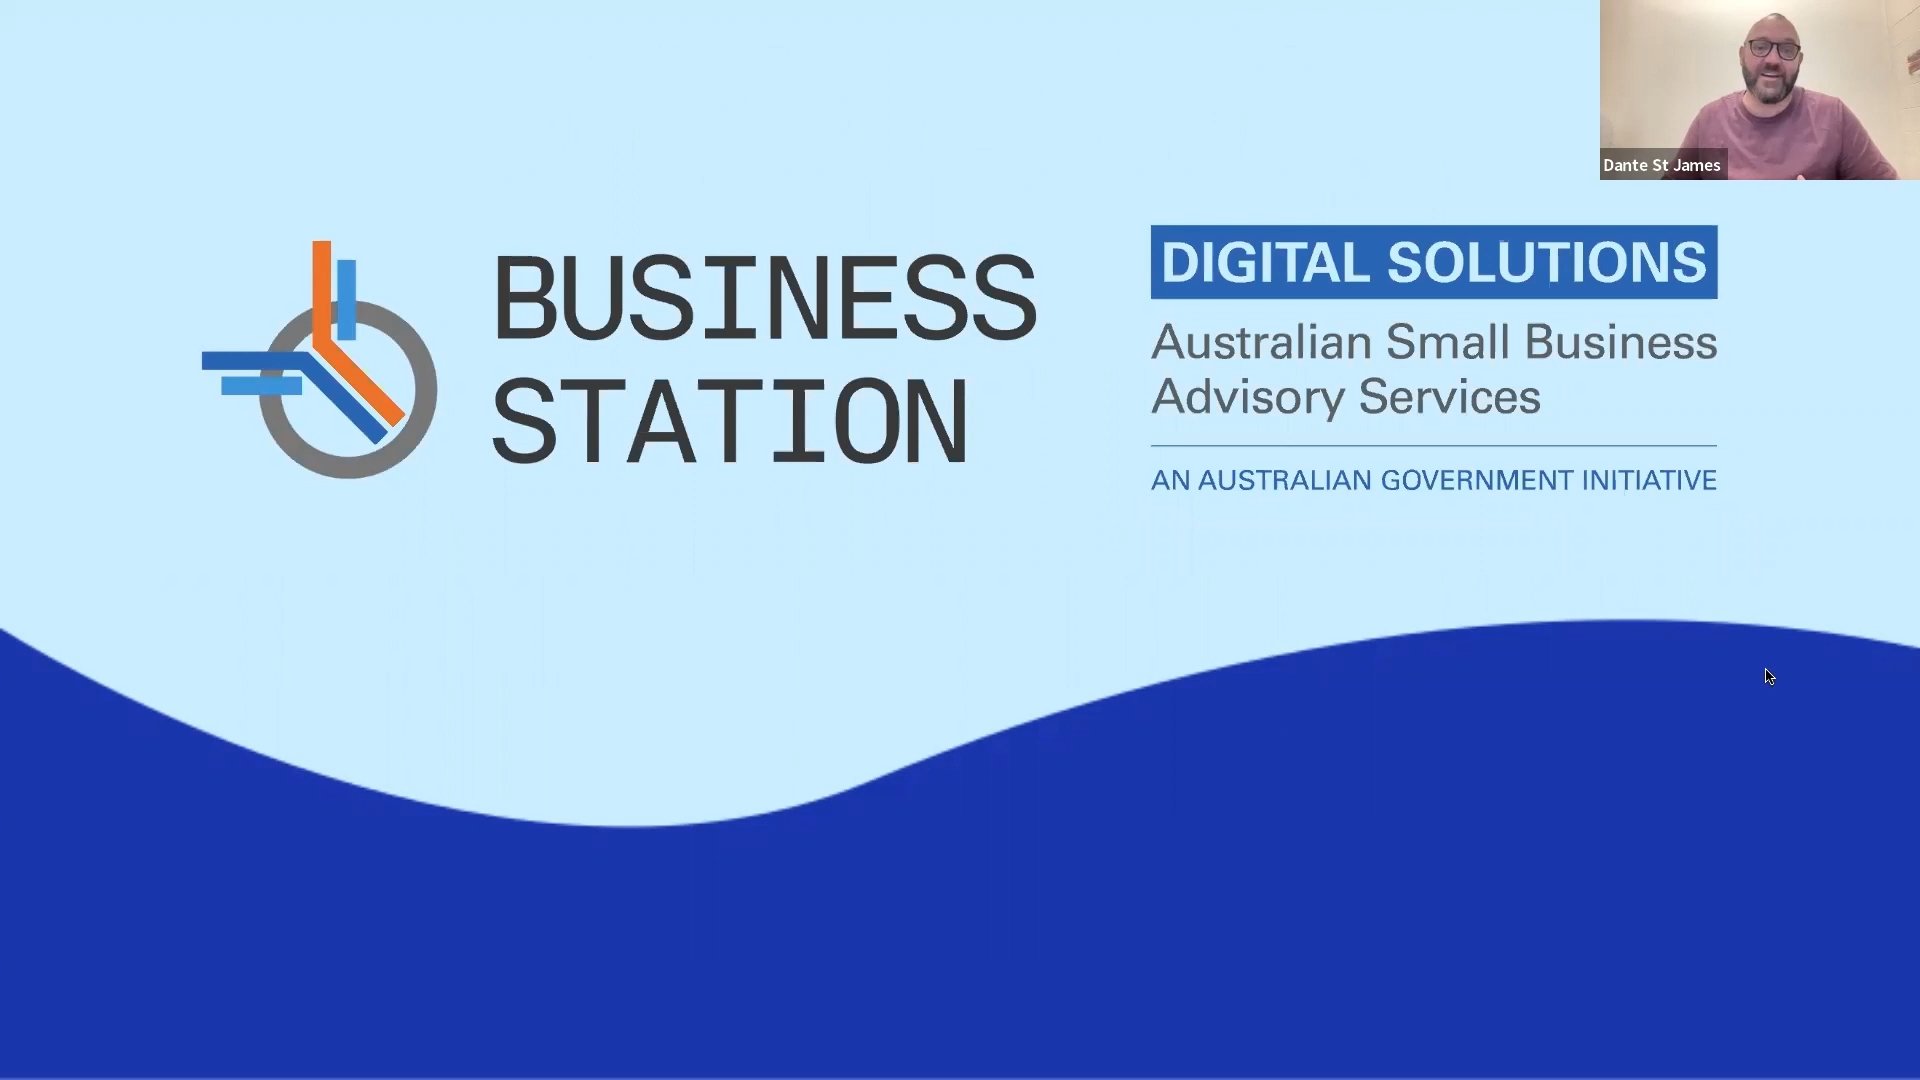 Dante St James
BUSINESS
STATION
DIGITAL SOLUTIONS
Australian Small Business
Advisory Services
AN AUSTRALIAN GOVERNMENT INITIATIVE